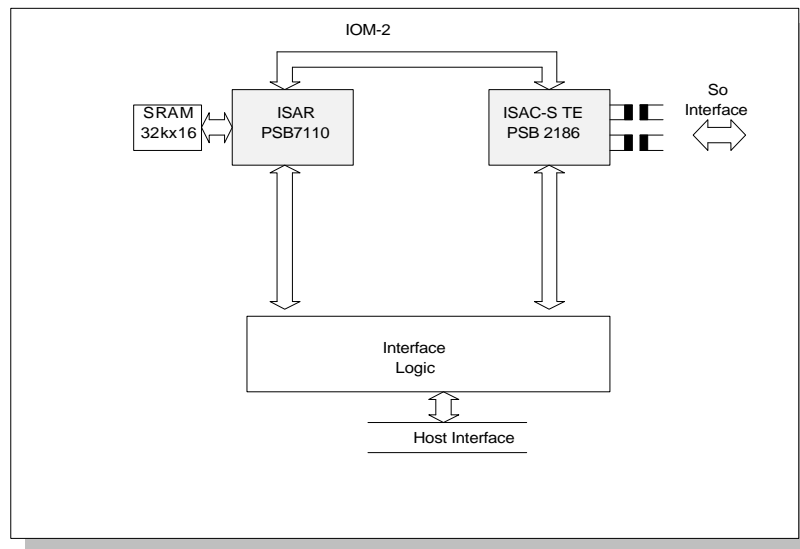 IOM-2
SRAM
32kx16
ISAR
PSB7110
ISAC-S TE
PSB 2186
So
Interface
Interface
Logic
Host Interface